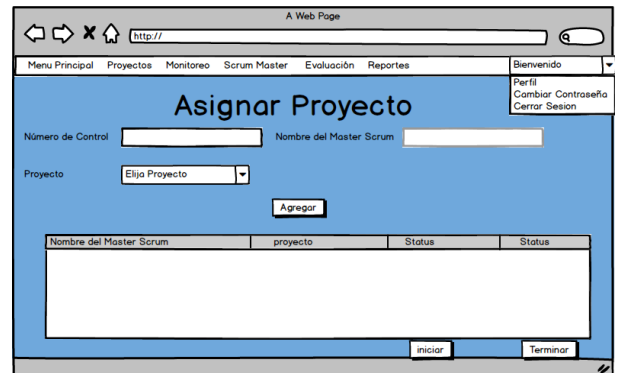 A Web Page
http://
Menu Principal Proyectos Monitoreo Scrum Master Evaluación Reportes Bienvenido
Perfil
Cambiar Contraseña
Cerrar Sesion
Asignar Proyecto
Número de Control Nombre del Master Scrum
Proyecto Elija Proyecto
Agregar
Nombre del Master Scrum proyecto Status Status
iniciar Terminar